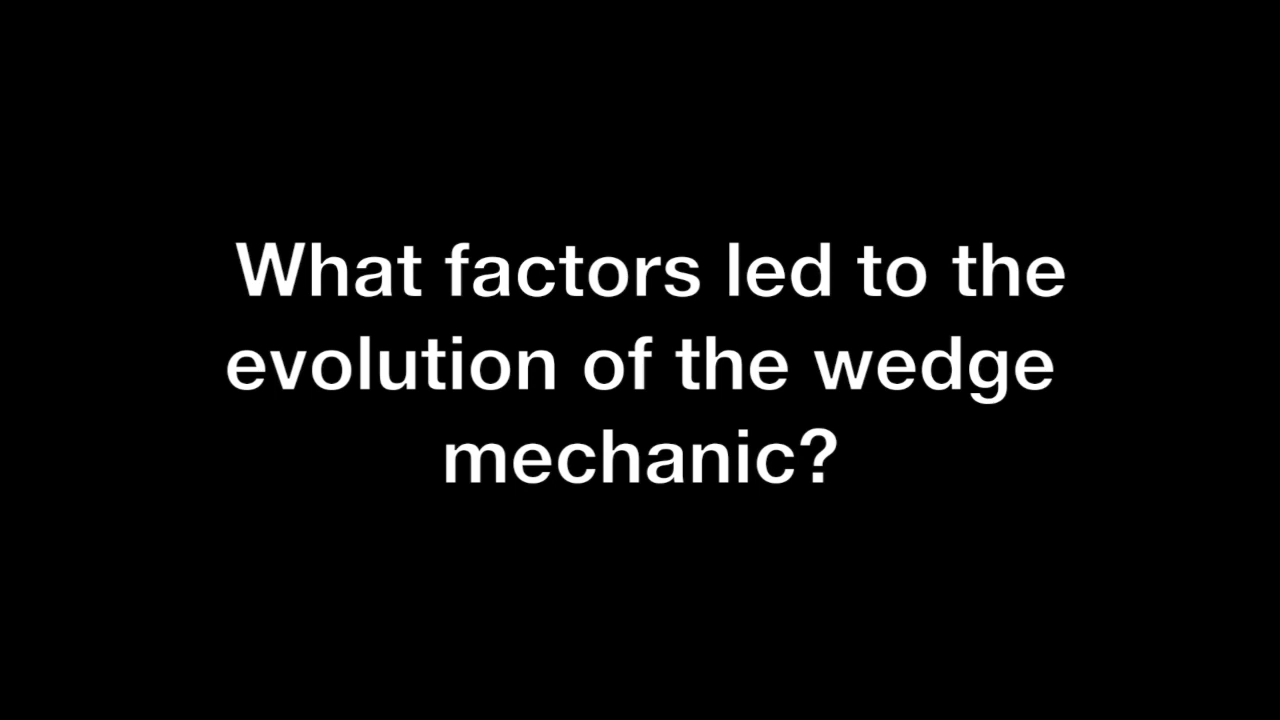 What factors led to the
evolution of the wedge
mechanic?